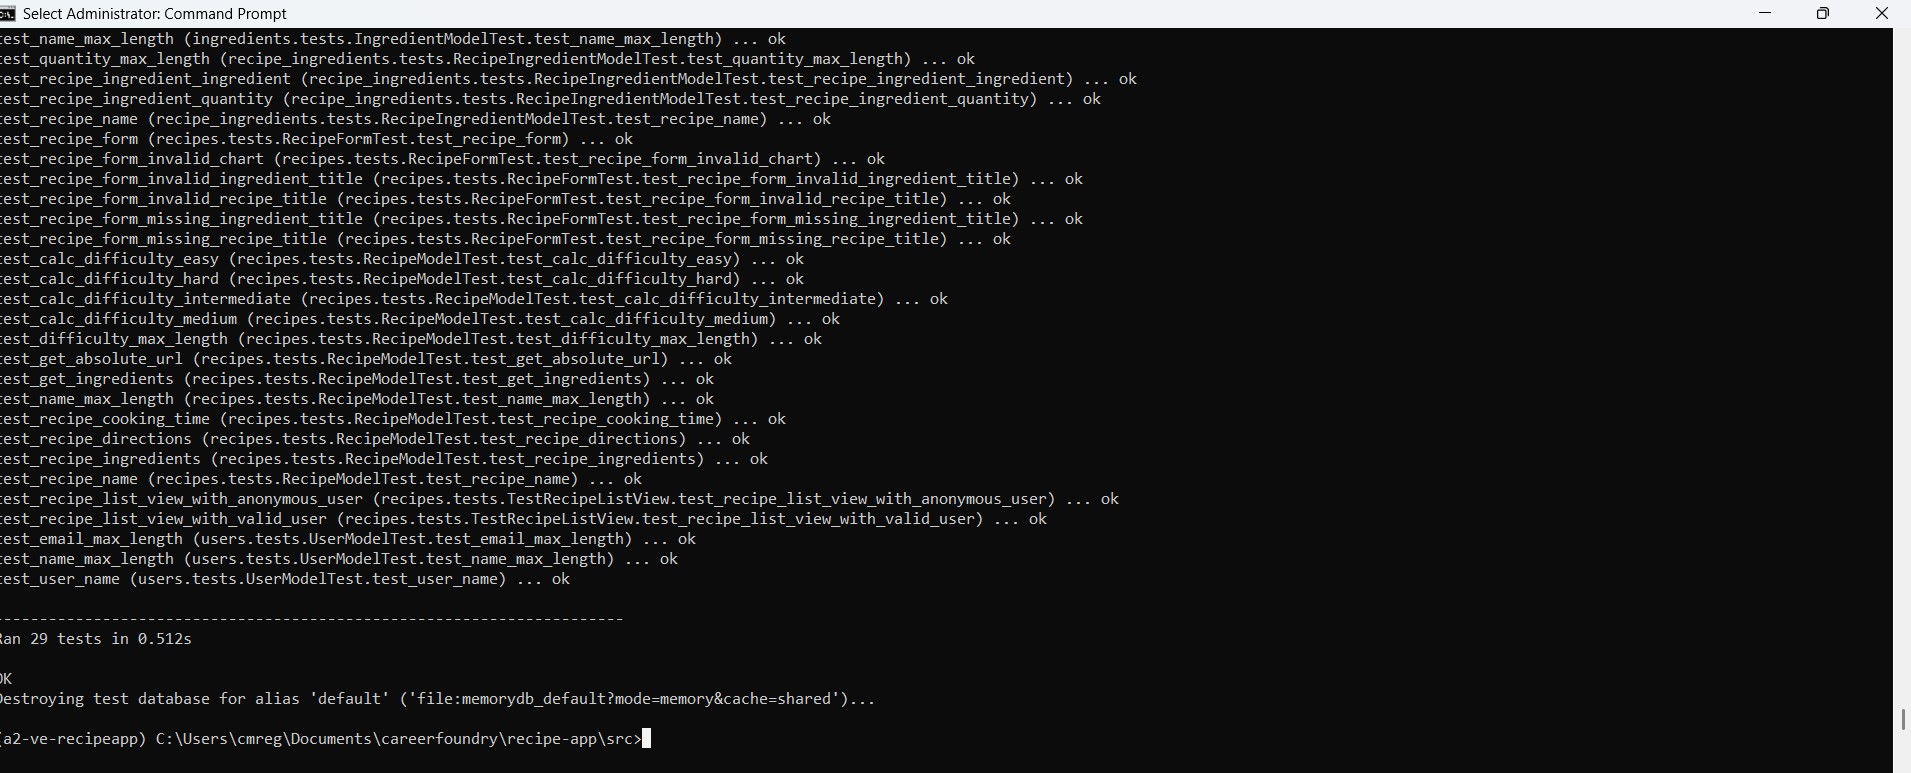 Select Administrator: Command Prompt
est_name_max_length (ingredients.tests.IngredientModelTest.test_name_max_length) ... ok
est_quantity_max_length (recipe_ingredients.tests.RecipeIngredientModelTest.test_quantity_max_length) ... ok
est_recipe_ingredient_ingredient (recipe_ingredients.tests.RecipeIngredientModelTest.test_recipe_ingredient_ingredient) ... ok
est_recipe_ingredient_quantity (recipe_ingredients.tests.RecipeIngredientModelTest.test_recipe_ingredient_quantity) ... ok
est_recipe_name (recipe_ingredients.tests.RecipeIngredientModelTest.test_recipe_name) ... ok
est_recipe_form (recipes.tests.RecipeFormTest.test_recipe_form) ... ok
est_recipe_form_invalid_chart (recipes.tests.RecipeFormTest.test_recipe_form_invalid_chart) ... ok
est_recipe_form_invalid_ingredient_title (recipes.tests.RecipeFormTest.test_recipe_form_invalid_ingredient_title) ... ok
est_recipe_form_invalid_recipe_title (recipes.tests.RecipeFormTest.test_recipe_form_invalid_recipe_title) ... ok
est_recipe_form_missing_ingredient_title (recipes.tests.RecipeFormTest.test_recipe_form_missing_ingredient_title) ... ok
est_recipe_form_missing_recipe_title (recipes.tests.RecipeFormTest.test_recipe_form_missing_recipe_title) ... ok
est_calc_difficulty_easy (recipes.tests.RecipeModelTest.test_calc_difficulty_easy) ... ok
est_calc_difficulty_hard (recipes.tests.RecipeModelTest.test_calc_difficulty_hard) ... ok
est_calc_difficulty_intermediate (recipes.tests.RecipeModelTest.test_calc_difficulty_intermediate) ... ok
est_calc_difficulty_medium (recipes.tests.RecipeModelTest.test_calc_difficulty_medium) ... ok
est_difficulty_max_length (recipes.tests.RecipeModelTest.test_difficulty_max_length) ... ok
est_get_absolute_url (recipes.tests.RecipeModelTest.test_get_absolute_url) ... ok
est_get_ingredients (recipes.tests.RecipeModelTest.test_get_ingredients) ... ok
est_name_max_length (recipes.tests.RecipeModelTest.test_name_max_length) ... ok
est_recipe_cooking_time (recipes.tests.RecipeModelTest.test_recipe_cooking_time) ... ok
est_recipe_directions (recipes.tests.RecipeModelTest.test_recipe_directions) ... ok
est_recipe_ingredients (recipes.tests.RecipeModelTest.test_recipe_ingredients) ... ok
est_recipe_name (recipes.tests.RecipeModelTest.test_recipe_name) ... ok
est_recipe_list_view_with_anonymous_user (recipes.tests.TestRecipeListView.test_recipe_list_view_with_anonymous_user) ... ok
est_recipe_list_view_with_valid_user (recipes.tests.TestRecipeListView.test_recipe_list_view_with_valid_user) ... ok
est_email_max_length (users.tests.UserModelTest.test_email_max_length) ... ok
est_name_max_length (users.tests.UserModelTest.test_name_max_length) ... ok
est_user_name (users.tests.UserModelTest.test_user_name) ... ok
----------------------------------------------------------------------
Ran 29 tests in 0.512s
OK
Destroying test database for alias 'default' ('file:memorydb_default?mode=memory&cache=shared')...
(a2-ve-recipeapp) C:\Users\cmreg\Documents\careerfoundry\recipe-app\src>